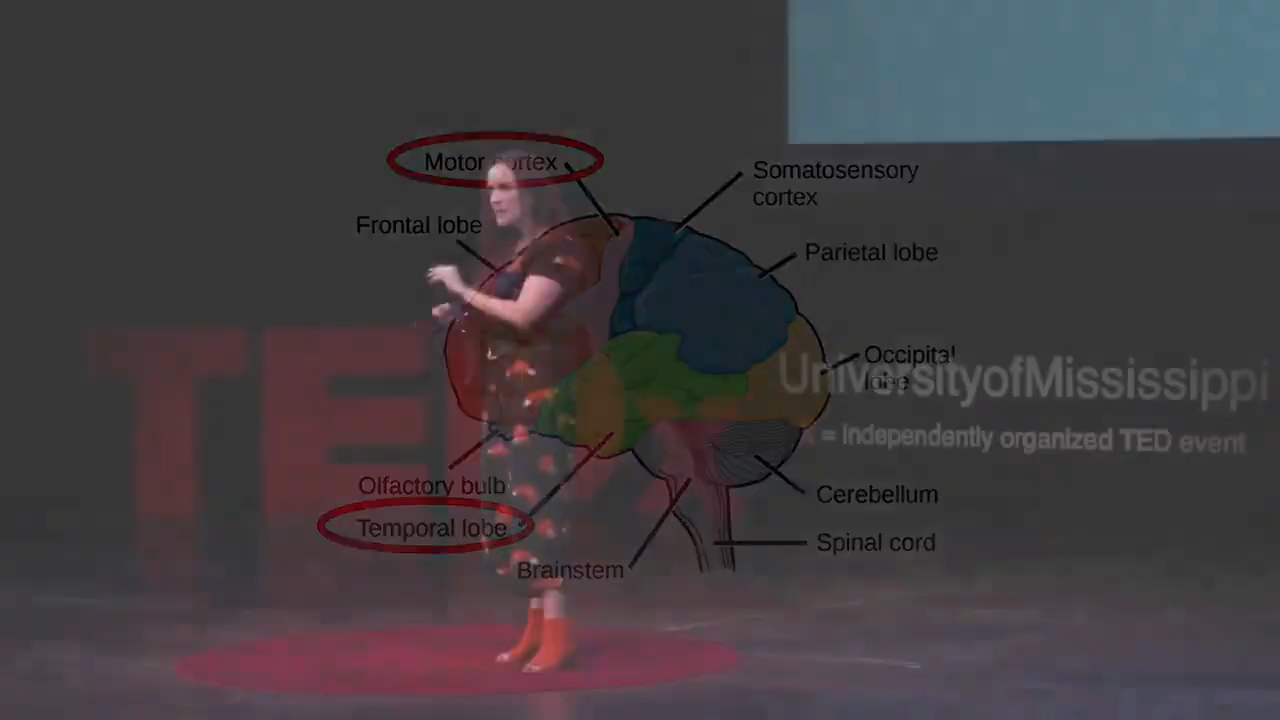 Motor cortex
Somatosensory
cortex
Frontal lobe
Parietal lobe
Occipital
lobe
UniversityofMississippi
x = independently organized TED event
TEDx
Olfactory bulb
Cerebellum
Temporal lobe
Spinal cord
Brainstem